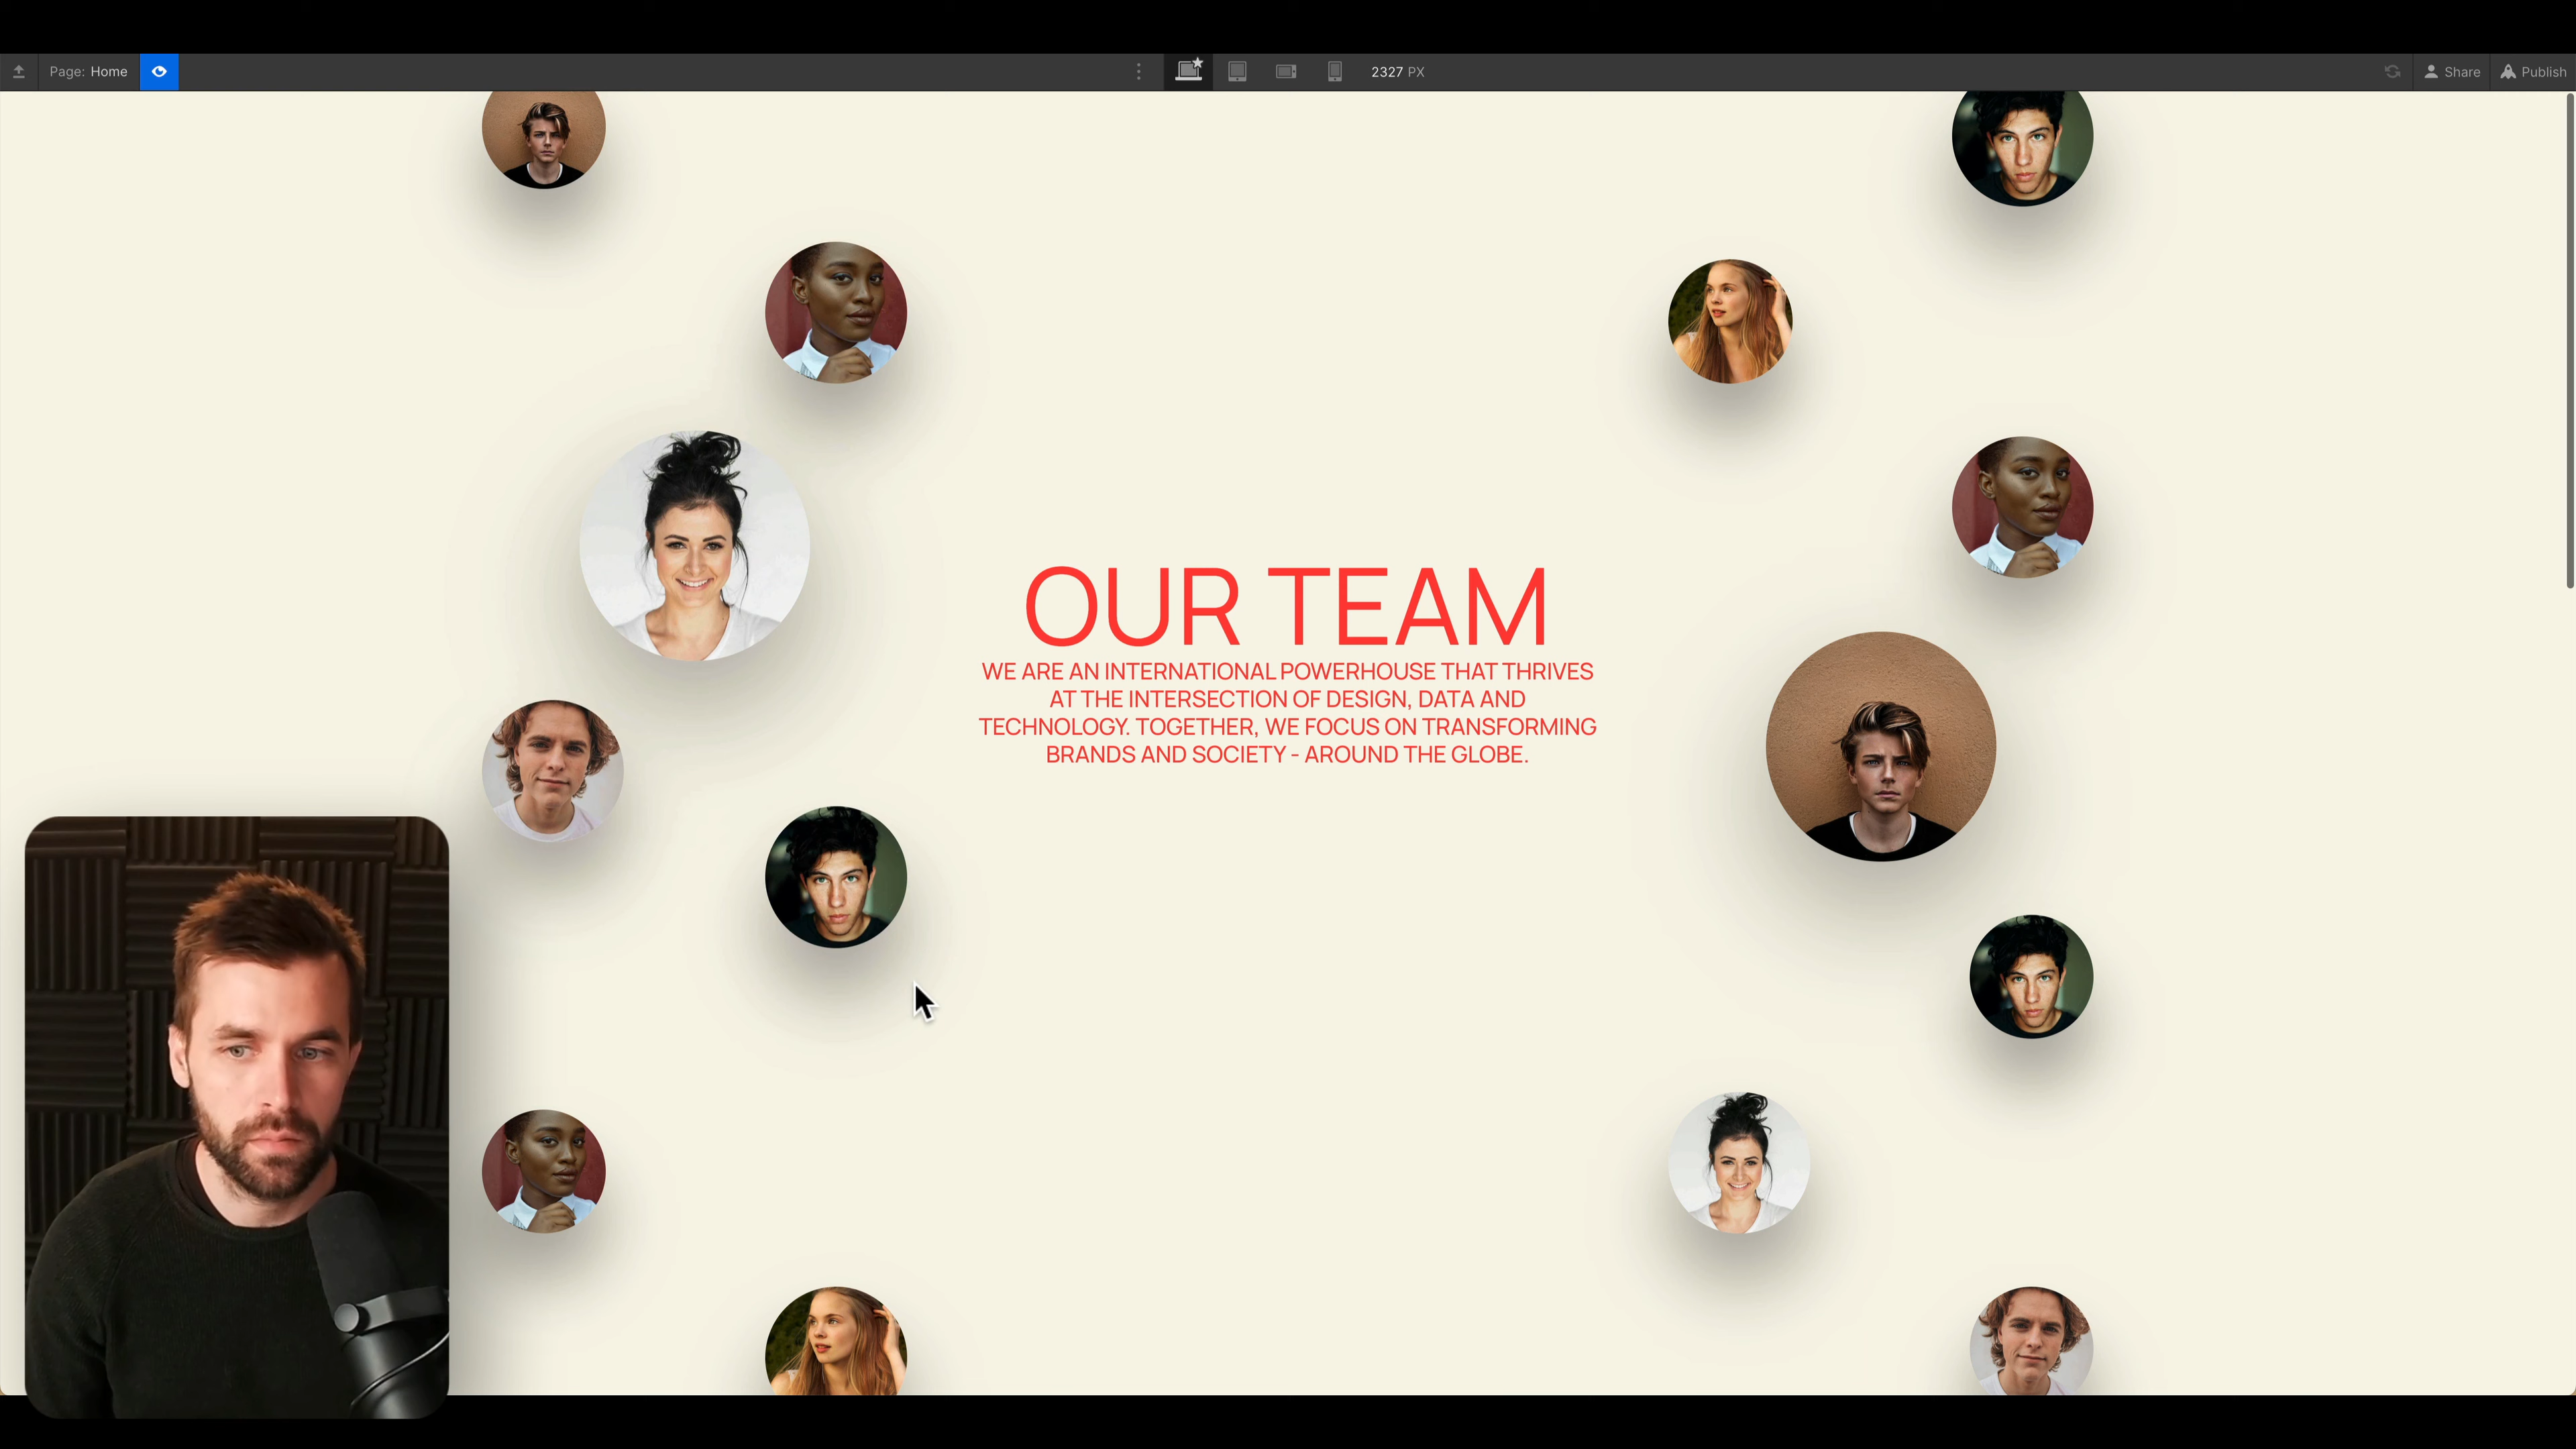 Page: Home
2327 PX
Share
Publish
OUR TEAM
WE ARE AN INTERNATIONAL POWERHOUSE THAT THRIVES
AT THE INTERSECTION OF DESIGN, DATA AND
TECHNOLOGY. TOGETHER, WE FOCUS ON TRANSFORMING
BRANDS AND SOCIETY - AROUND THE GLOBE.